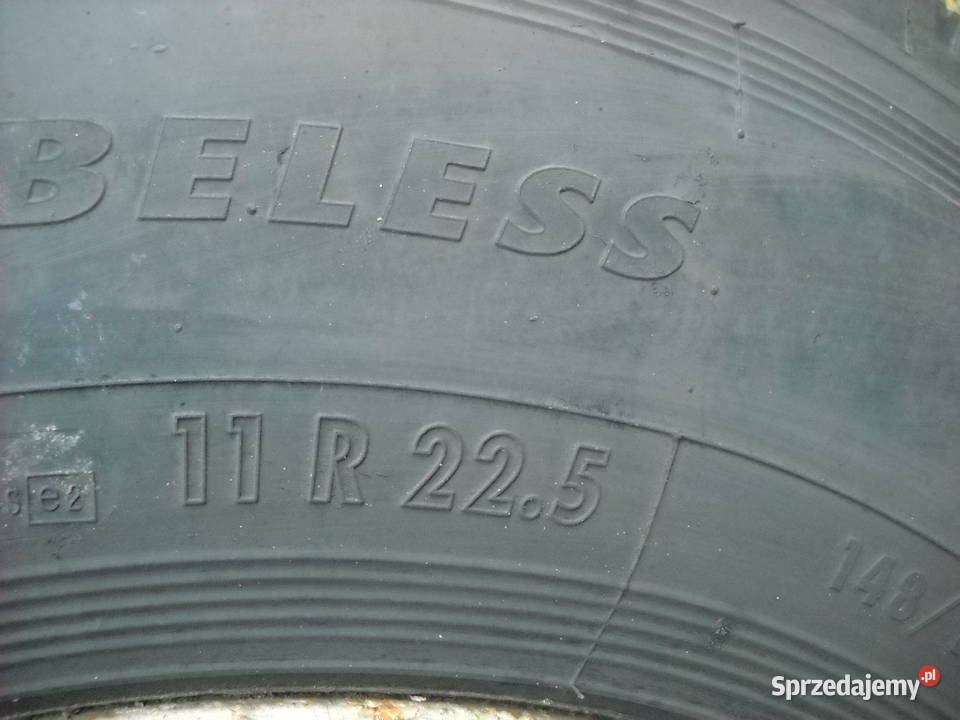 BELESS
S e2 11 R 22.5
148/
Sprzedajemy.pl